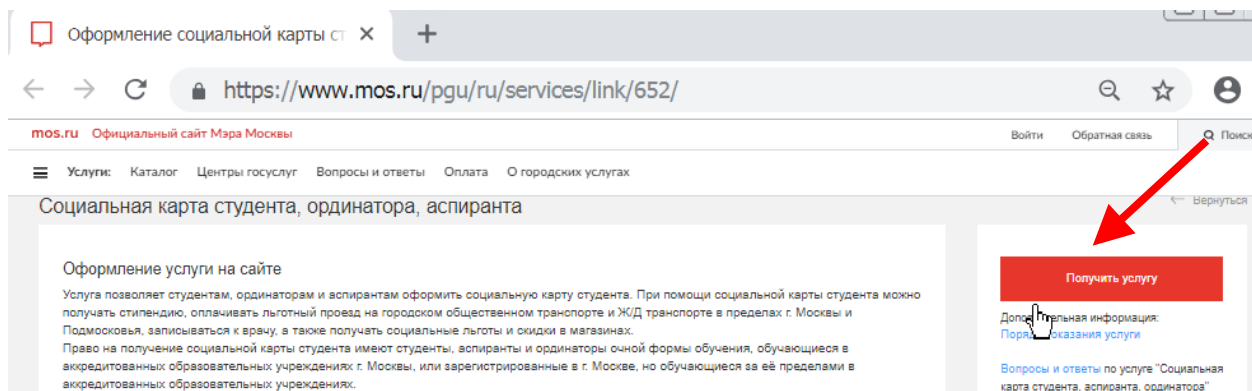 Оформление социальной карты ст
https://www.mos.ru/pgu/ru/services/link/652/
mos.ru Официальный сайт Мэра Москвы Войти Обратная связь Поиск
Услуги: Каталог Центры госуслуг Вопросы и ответы Оплата О городских услугах
Социальная карта студента, ординатора, аспиранта
Вернуться
Оформление услуги на сайте
Услуга позволяет студентам, ординаторам и аспирантам оформить социальную карту студента. При помощи социальной карты студента можно
получать стипендию, оплачивать льготный проезд на городском общественном транспорте и Ж/Д транспорте в пределах г. Москвы и
Подмосковья, записываться к врачу, а также получать социальные льготы и скидки в магазинах.
Право на получение социальной карты студента имеют студенты, аспиранты и ординаторы очной формы обучения, обучающиеся в
аккредитованных образовательных учреждениях г. Москвы, или зарегистрированные в г. Москве, но обучающиеся за её пределами в
аккредитованных образовательных учреждениях.
Получить услугу
Дополнительная информация:
Порядок оказания услуги
Вопросы и ответы по услуге "Социальная
карта студента, аспиранта, ординатора"